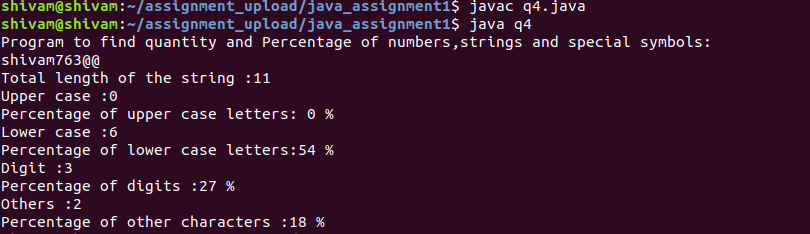 shivam@shivam:~/assignment_upload/java_assignment1$ javac q4.java
shivam@shivam:~/assignment_upload/java_assignment1$ java q4
Program to find quantity and Percentage of numbers,strings and special symbols:
shivam763@@
Total length of the string :11
Upper case :0
Percentage of upper case letters: 0 %
Lower case :6
Percentage of lower case letters:54 %
Digit :3
Percentage of digits :27 %
Others :2
Percentage of other characters :18 %